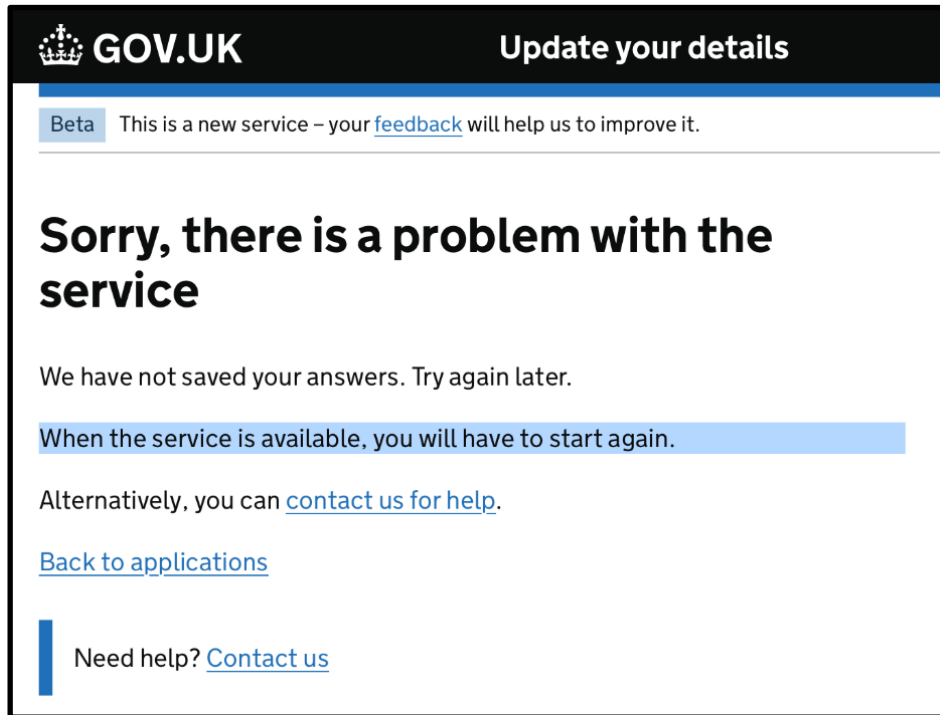 GOV.UK Update your details
Beta This is a new service – your feedback will help us to improve it.
Sorry, there is a problem with the
service
We have not saved your answers. Try again later.
When the service is available, you will have to start again.
Alternatively, you can contact us for help.
Back to applications
Need help? Contact us